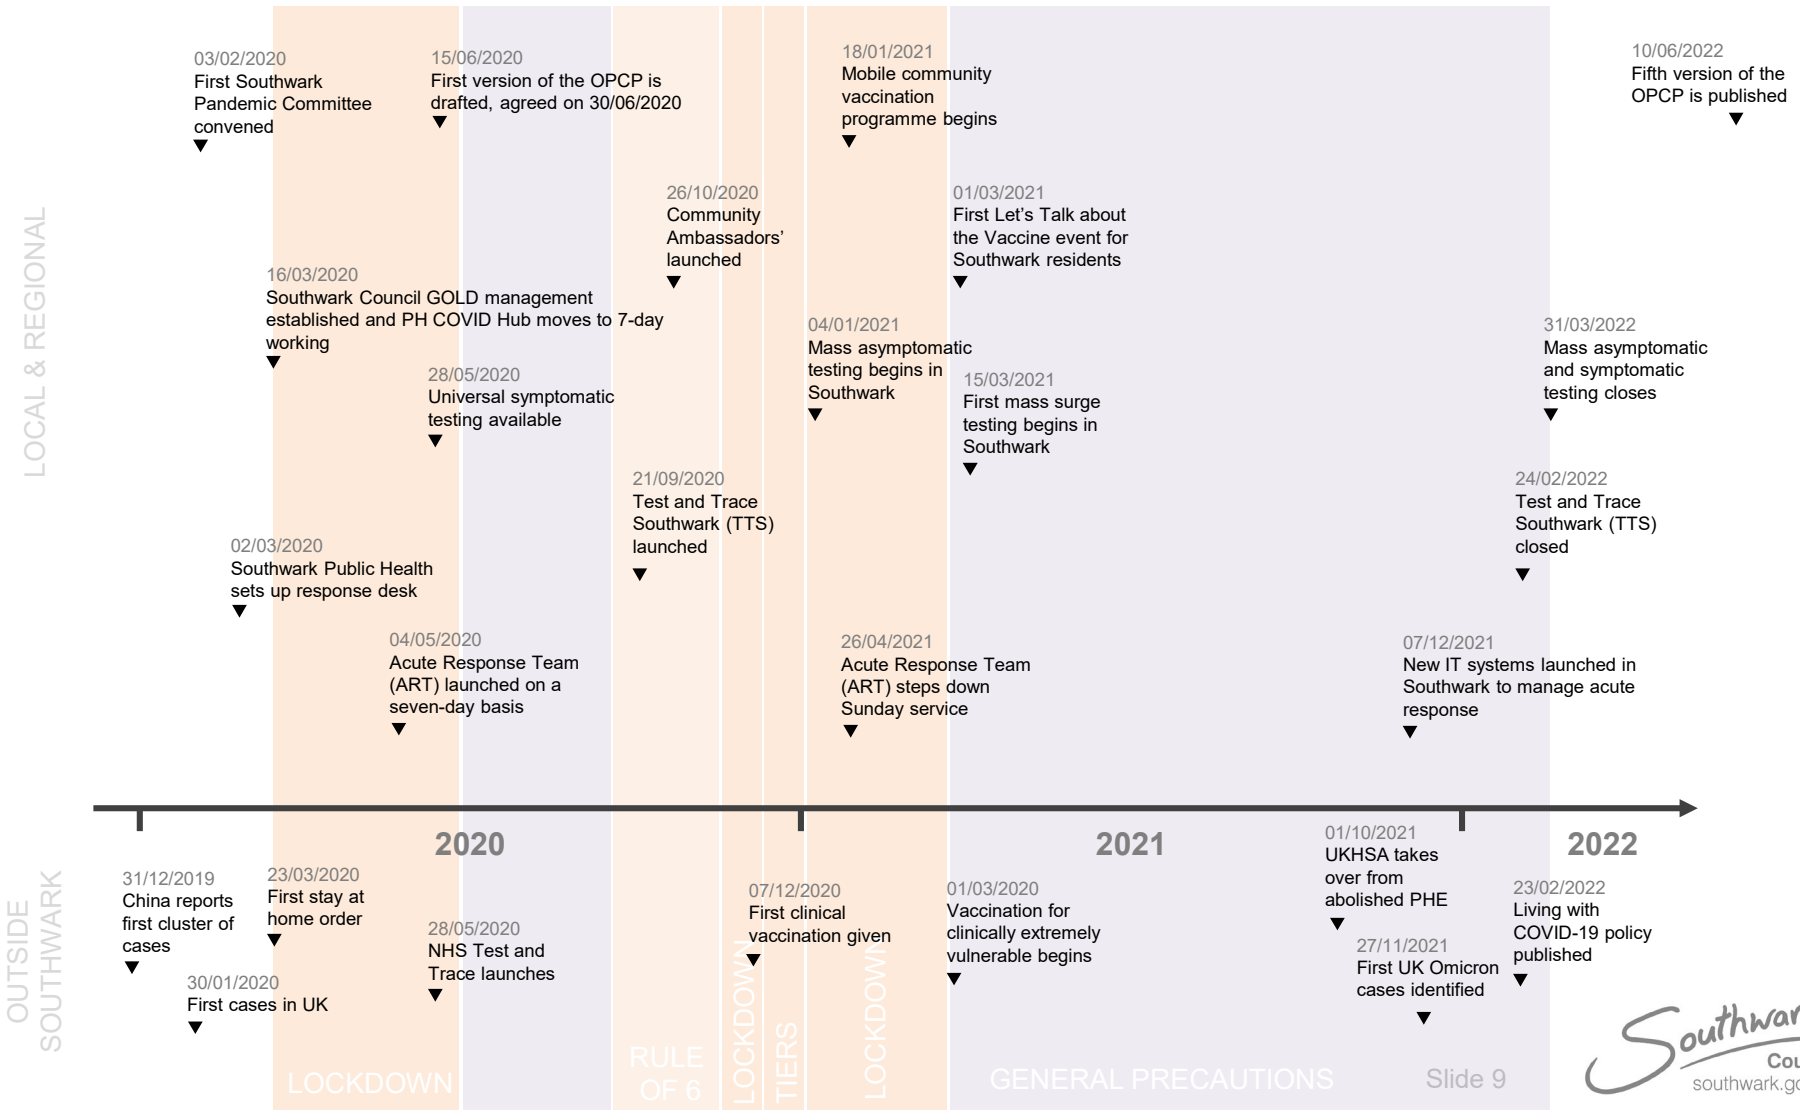 LOCAL & REGIONAL
03/02/2020
First Southwark
Pandemic Committee
convened
15/06/2020
First version of the OPCP is
drafted, agreed on 30/06/2020
18/01/2021
Mobile community
vaccination
programme begins
10/06/2022
Fifth version of the
OPCP is published
26/10/2020
Community
Ambassadors’
launched
01/03/2021
First Let’s Talk about
the Vaccine event for
Southwark residents
16/03/2020
Southwark Council GOLD management
established and PH COVID Hub moves to 7-day
working
04/01/2021
Mass asymptomatic
testing begins in
Southwark
31/03/2022
Mass asymptomatic
and symptomatic
testing closes
28/05/2020
Universal symptomatic
testing available
15/03/2021
First mass surge
testing begins in
Southwark
21/09/2020
Test and Trace
Southwark (TTS)
launched
24/02/2022
Test and Trace
Southwark (TTS)
closed
02/03/2020
Southwark Public Health
sets up response desk
04/05/2020
Acute Response Team
(ART) launched on a
seven-day basis
26/04/2021
Acute Response Team
(ART) steps down
Sunday service
07/12/2021
New IT systems launched in
Southwark to manage acute
response
2020
2021
2022
OUTSIDE
SOUTHWARK
31/12/2019
China reports
first cluster of
cases
23/03/2020
First stay at
home order
30/01/2020
First cases in UK
28/05/2020
NHS Test and
Trace launches
07/12/2020
First clinical
vaccination given
01/03/2020
Vaccination for
clinically extremely
vulnerable begins
01/10/2021
UKHSA takes
over from
abolished PHE
27/11/2021
First UK Omicron
cases identified
23/02/2022
Living with
COVID-19 policy
published
LOCKDOWN
RULE
OF 6
LOCKDOWN
TIERS
LOCKDOWN
GENERAL PRECAUTIONS
Slide 9
Southwar
Cou
southwark.go